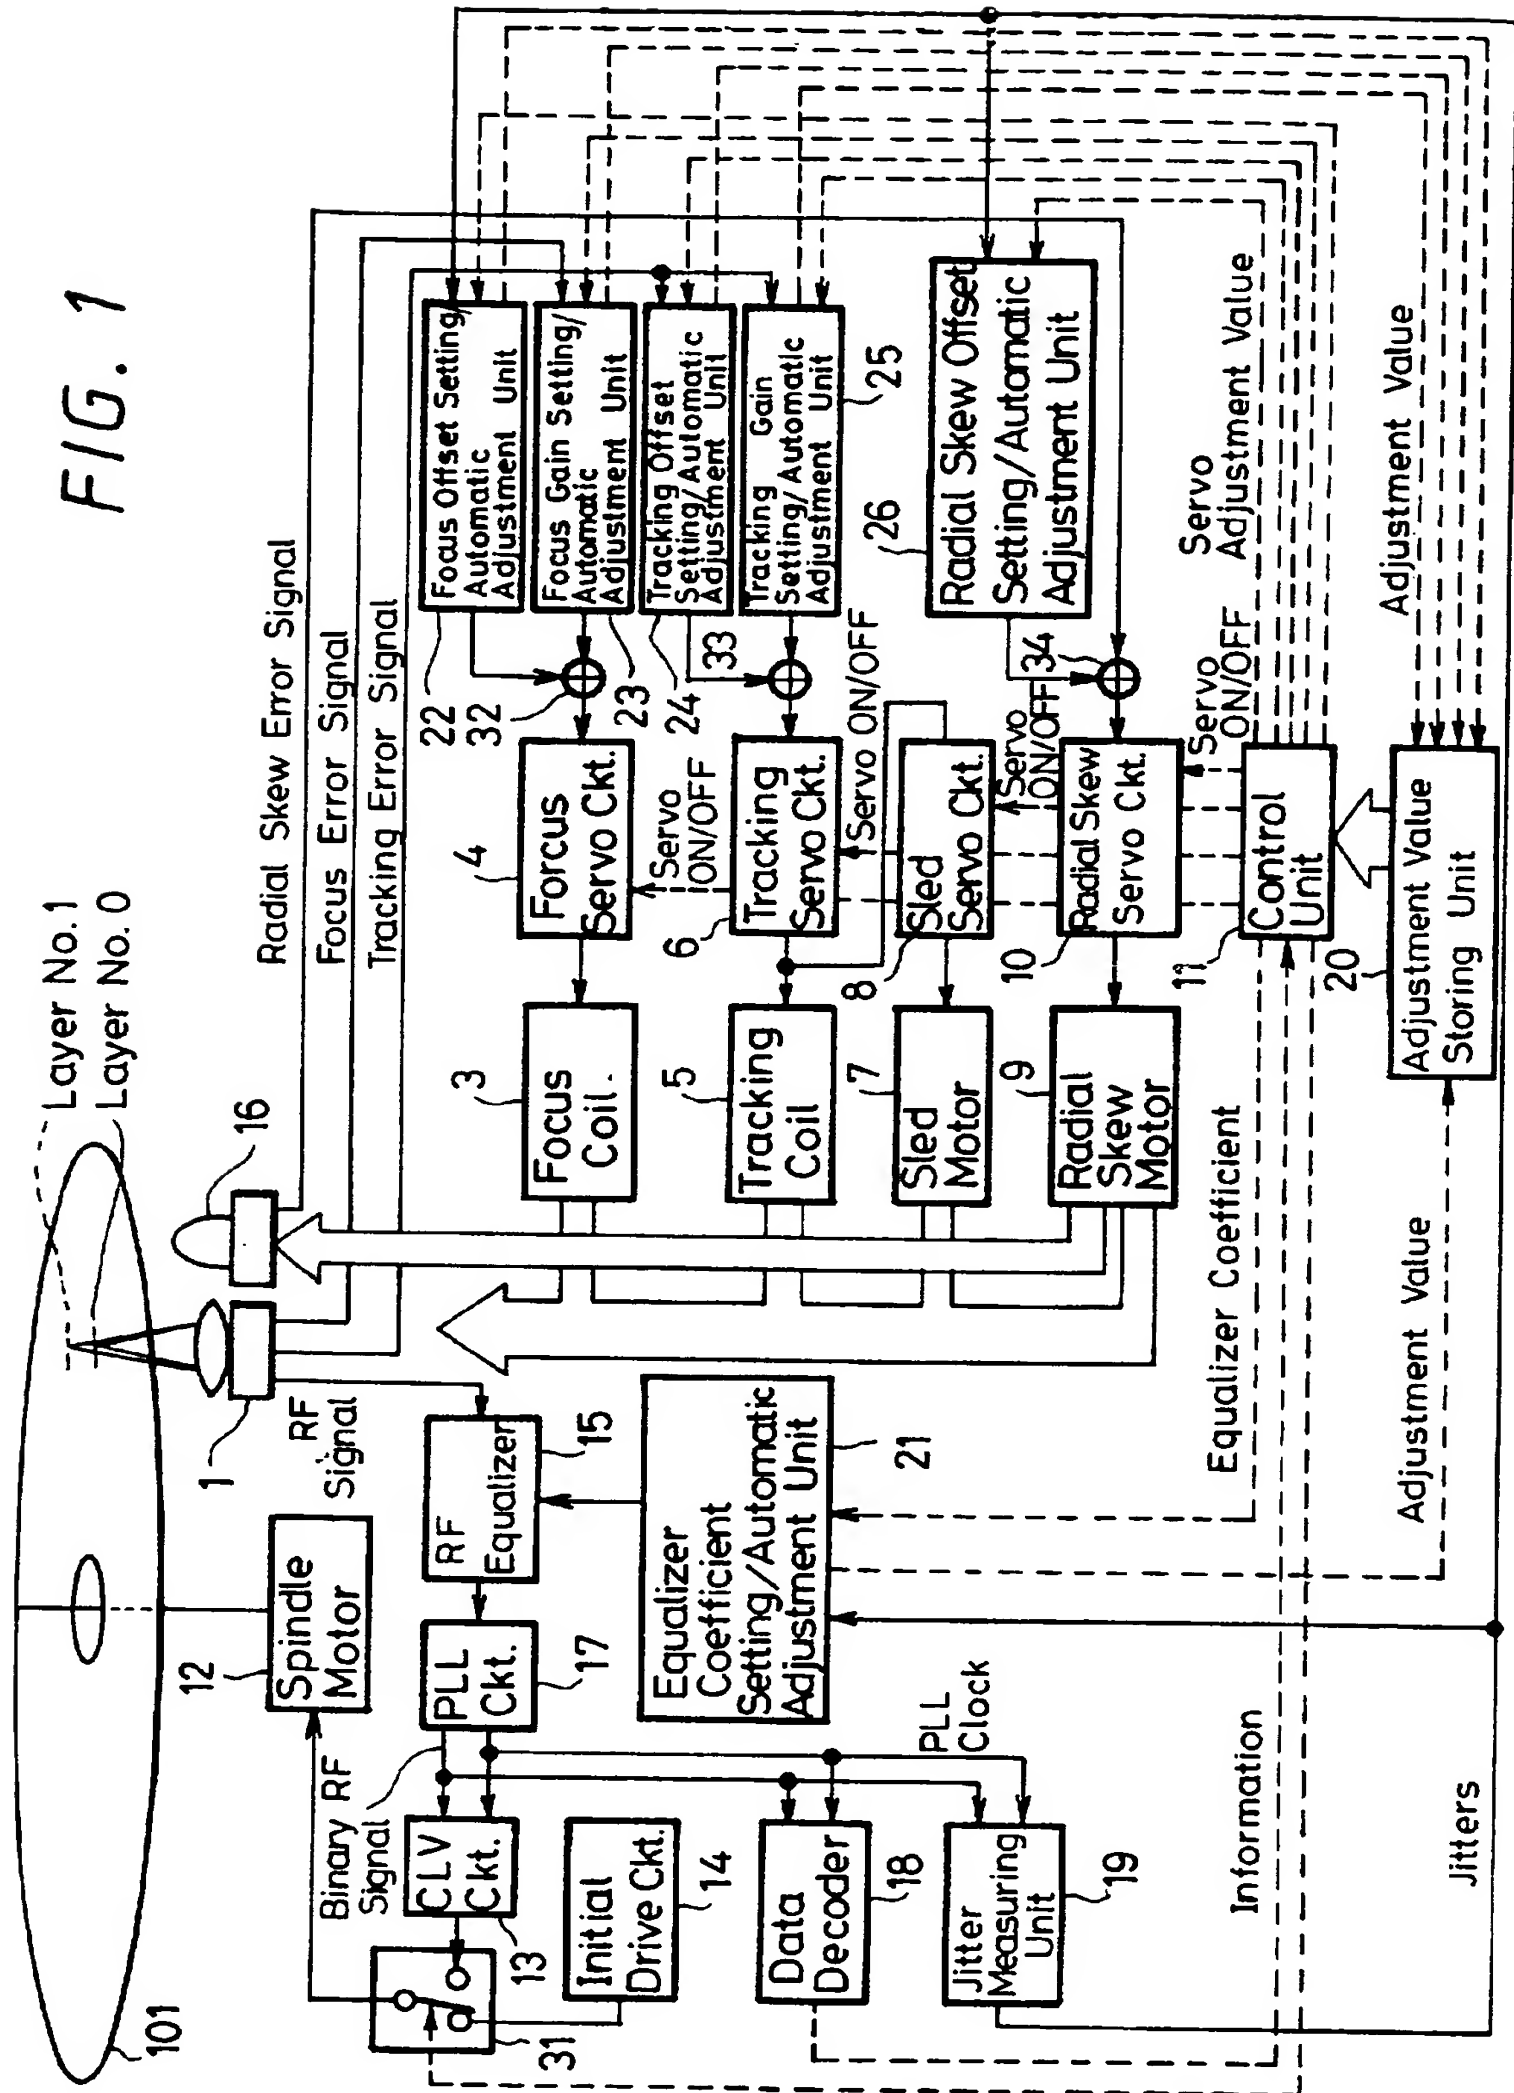 FIG. 1
Layer No.1
Layer No.0
101
16
1
Radial Skew Error Signal
Focus Error Signal
Tracking Error Signal
RF
Signal
12
Spindle
Motor
Binary RF
Signal
31
CLV
Ckt.
13
PLL
Ckt.
17
RF
Equalizer
15
Initial
Drive Ckt.
14
Equalizer
Coefficient
Setting/Automatic
Adjustment Unit
21
Data
Decoder
18
PLL
Clock
Jitter
Measuring
Unit
19
3
Focus
Coil.
4
Forcus
Servo Ckt.
Servo
ON/OFF
22
Focus Offset Setting/
Automatic
Adjustment Unit
32
23
Focus Gain Setting/
Automatic
Adjustment Unit
24
Tracking Offset
Setting/Automatic
Adjustment Unit
33
Tracking Gain
Setting/Automatic
Adjustment Unit
25
5
Tracking
Coil
6
Tracking
Servo Ckt.
Servo ON/OFF
7
Sled
Motor
8
Sled
Servo Ckt.
Servo
ON/OFF
26
Radial Skew Offset
Setting/Automatic
Adjustment Unit
34
9
Radial
Skew
Motor
10
Radial Skew
Servo Ckt.
Servo
ON/OFF
Servo
Adjustment Value
11
Control
Unit
Equalizer Coefficient
Information
20
Adjustment Value
Storing Unit
Adjustment Value
Adjustment Value
Jitters